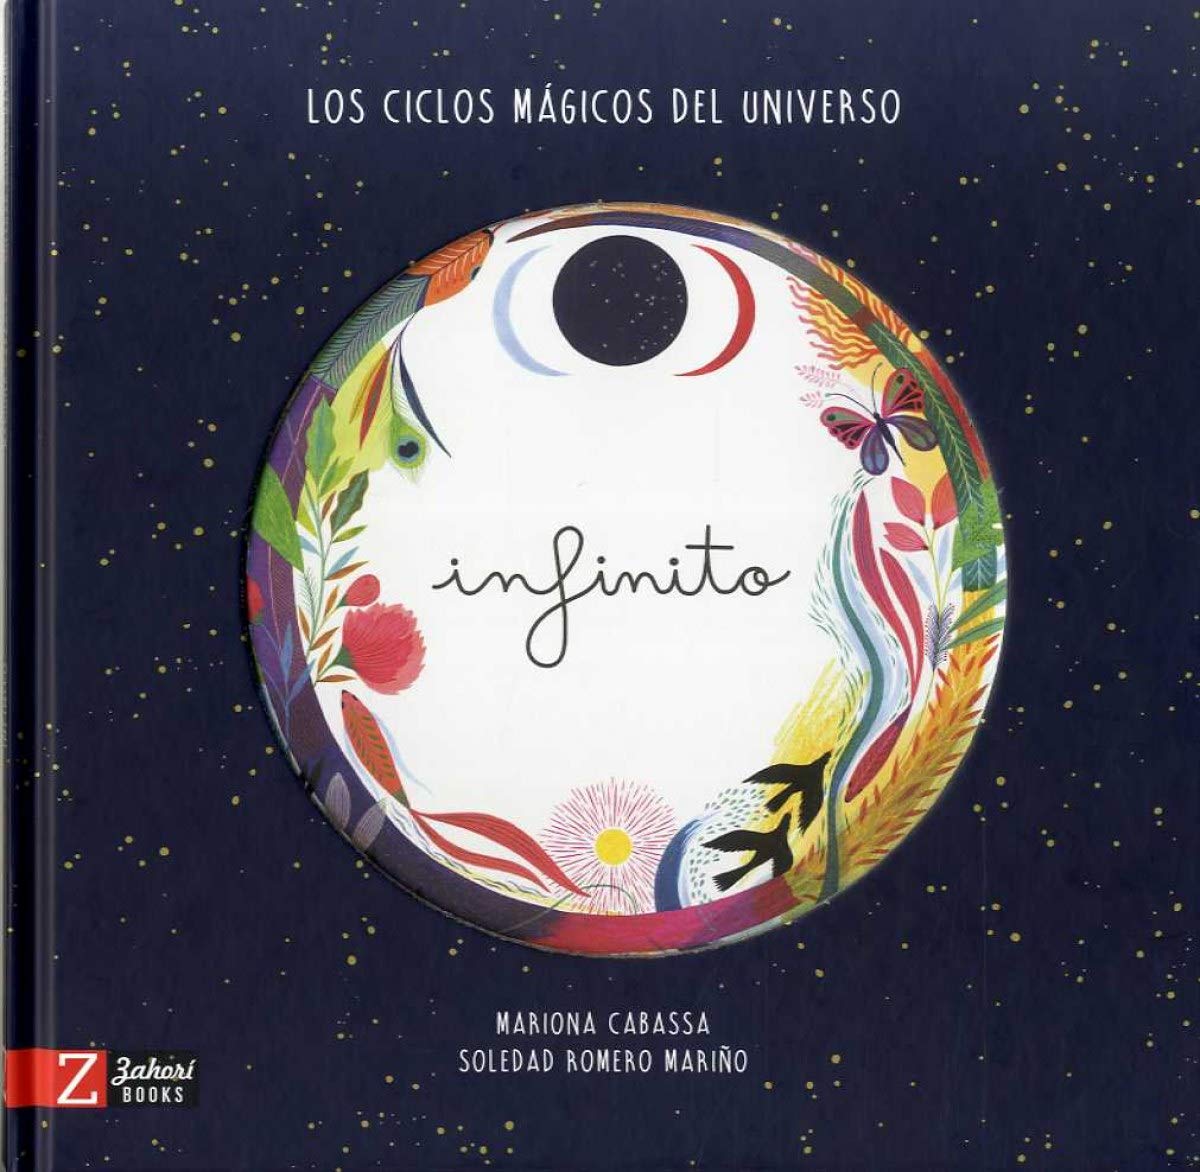 LOS CICLOS MÁGICOS DEL UNIVERSO
infinito
MARIONA CABASSA
SOLEDAD ROMERO MARIÑO
Z Zahorí
BOOKS